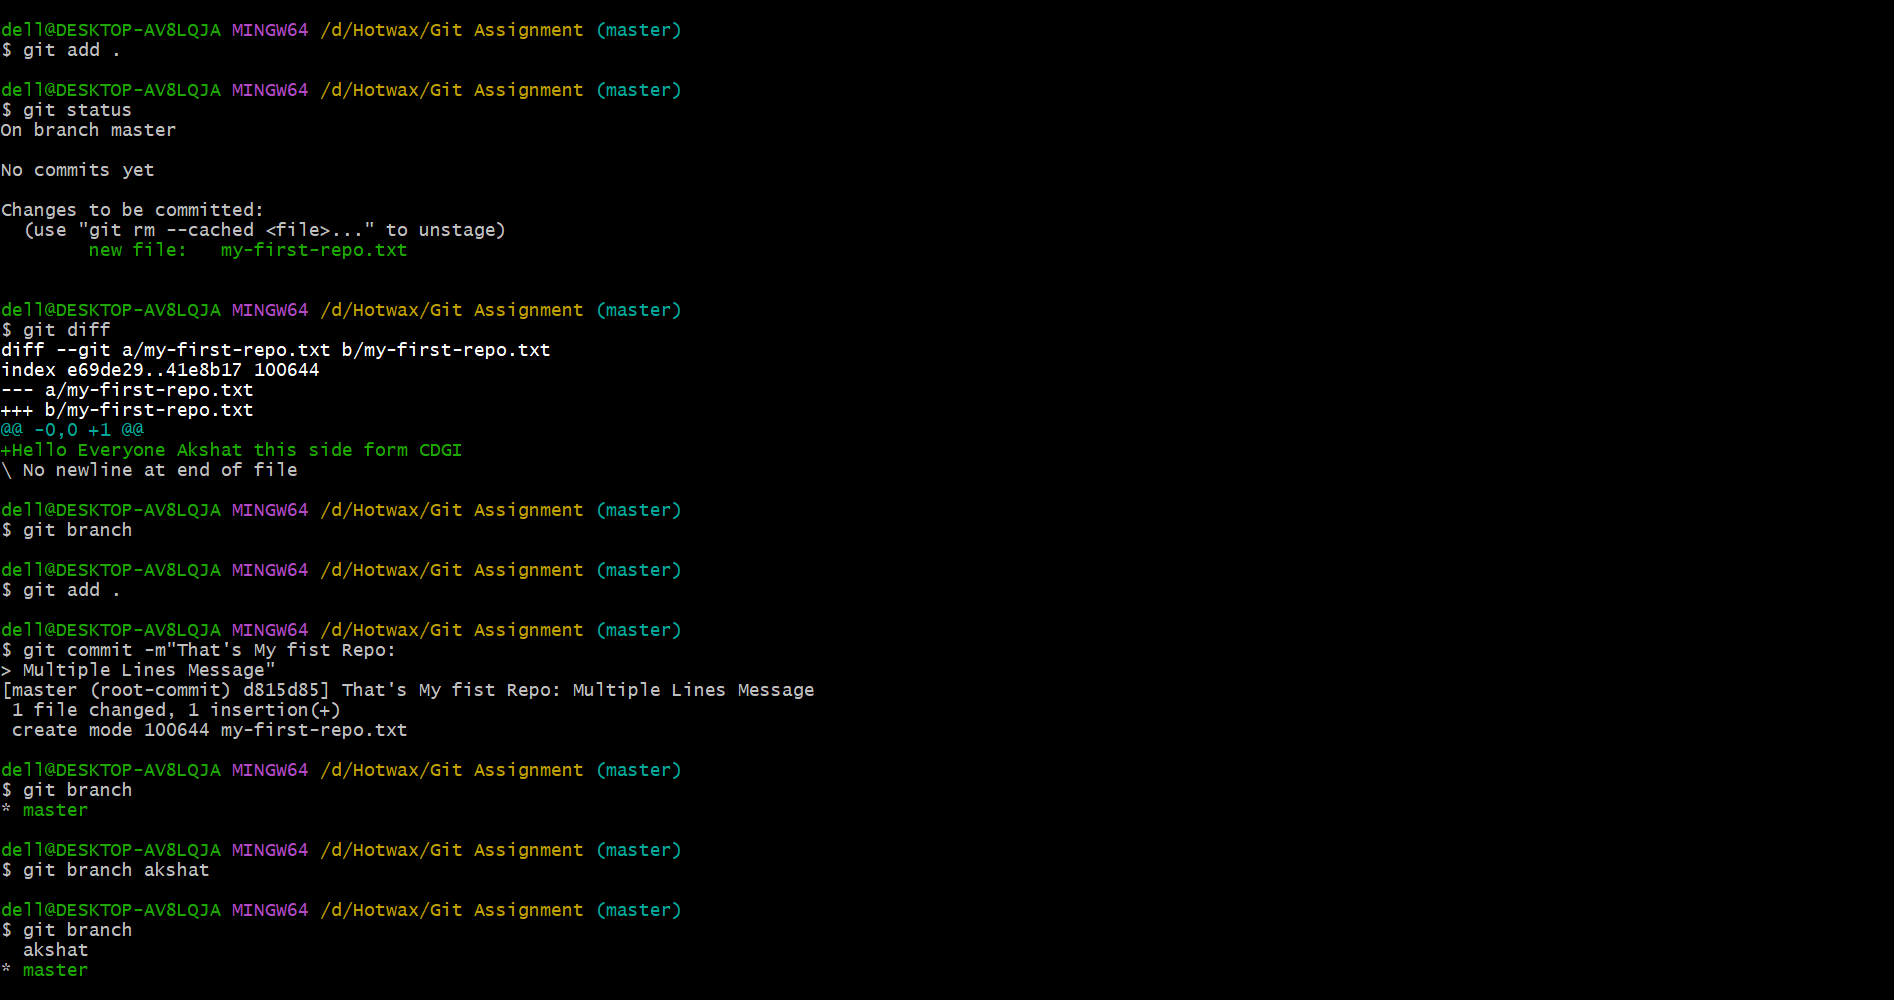 dell@DESKTOP-AV8LQJA MINGW64 /d/Hotwax/Git Assignment (master)
$ git add .

dell@DESKTOP-AV8LQJA MINGW64 /d/Hotwax/Git Assignment (master)
$ git status
On branch master

No commits yet

Changes to be committed:
  (use "git rm --cached <file>..." to unstage)
        new file:   my-first-repo.txt


dell@DESKTOP-AV8LQJA MINGW64 /d/Hotwax/Git Assignment (master)
$ git diff
diff --git a/my-first-repo.txt b/my-first-repo.txt
index e69de29..41e8b17 100644
--- a/my-first-repo.txt
+++ b/my-first-repo.txt
@@ -0,0 +1 @@
+Hello Everyone Akshat this side form CDGI
\ No newline at end of file

dell@DESKTOP-AV8LQJA MINGW64 /d/Hotwax/Git Assignment (master)
$ git branch

dell@DESKTOP-AV8LQJA MINGW64 /d/Hotwax/Git Assignment (master)
$ git add .

dell@DESKTOP-AV8LQJA MINGW64 /d/Hotwax/Git Assignment (master)
$ git commit -m"That's My fist Repo:
> Multiple Lines Message"
[master (root-commit) d815d85] That's My fist Repo: Multiple Lines Message
 1 file changed, 1 insertion(+)
 create mode 100644 my-first-repo.txt

dell@DESKTOP-AV8LQJA MINGW64 /d/Hotwax/Git Assignment (master)
$ git branch
* master

dell@DESKTOP-AV8LQJA MINGW64 /d/Hotwax/Git Assignment (master)
$ git branch akshat

dell@DESKTOP-AV8LQJA MINGW64 /d/Hotwax/Git Assignment (master)
$ git branch
  akshat
* master